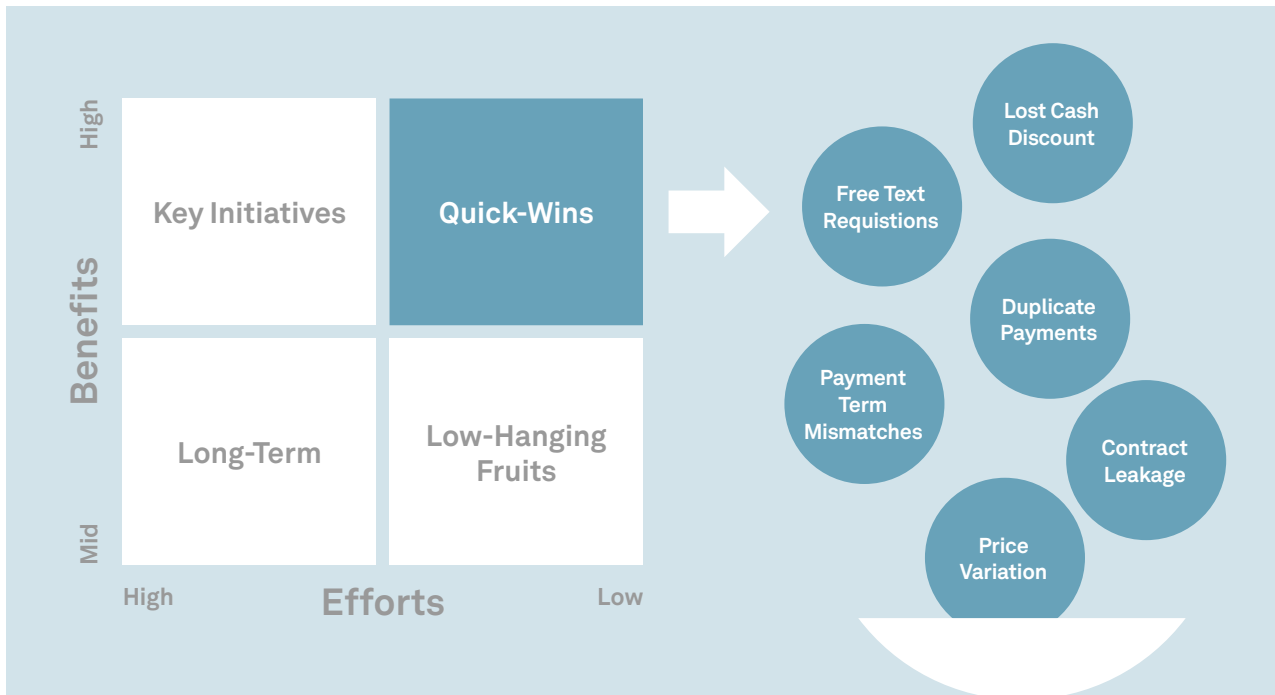 High
Benefits
Mid
Key Initiatives
Quick-Wins
Long-Term
Low-Hanging
Fruits
High
Efforts
Low
Lost Cash
Discount
Free Text
Requistions
Duplicate
Payments
Payment
Term
Mismatches
Contract
Leakage
Price
Variation